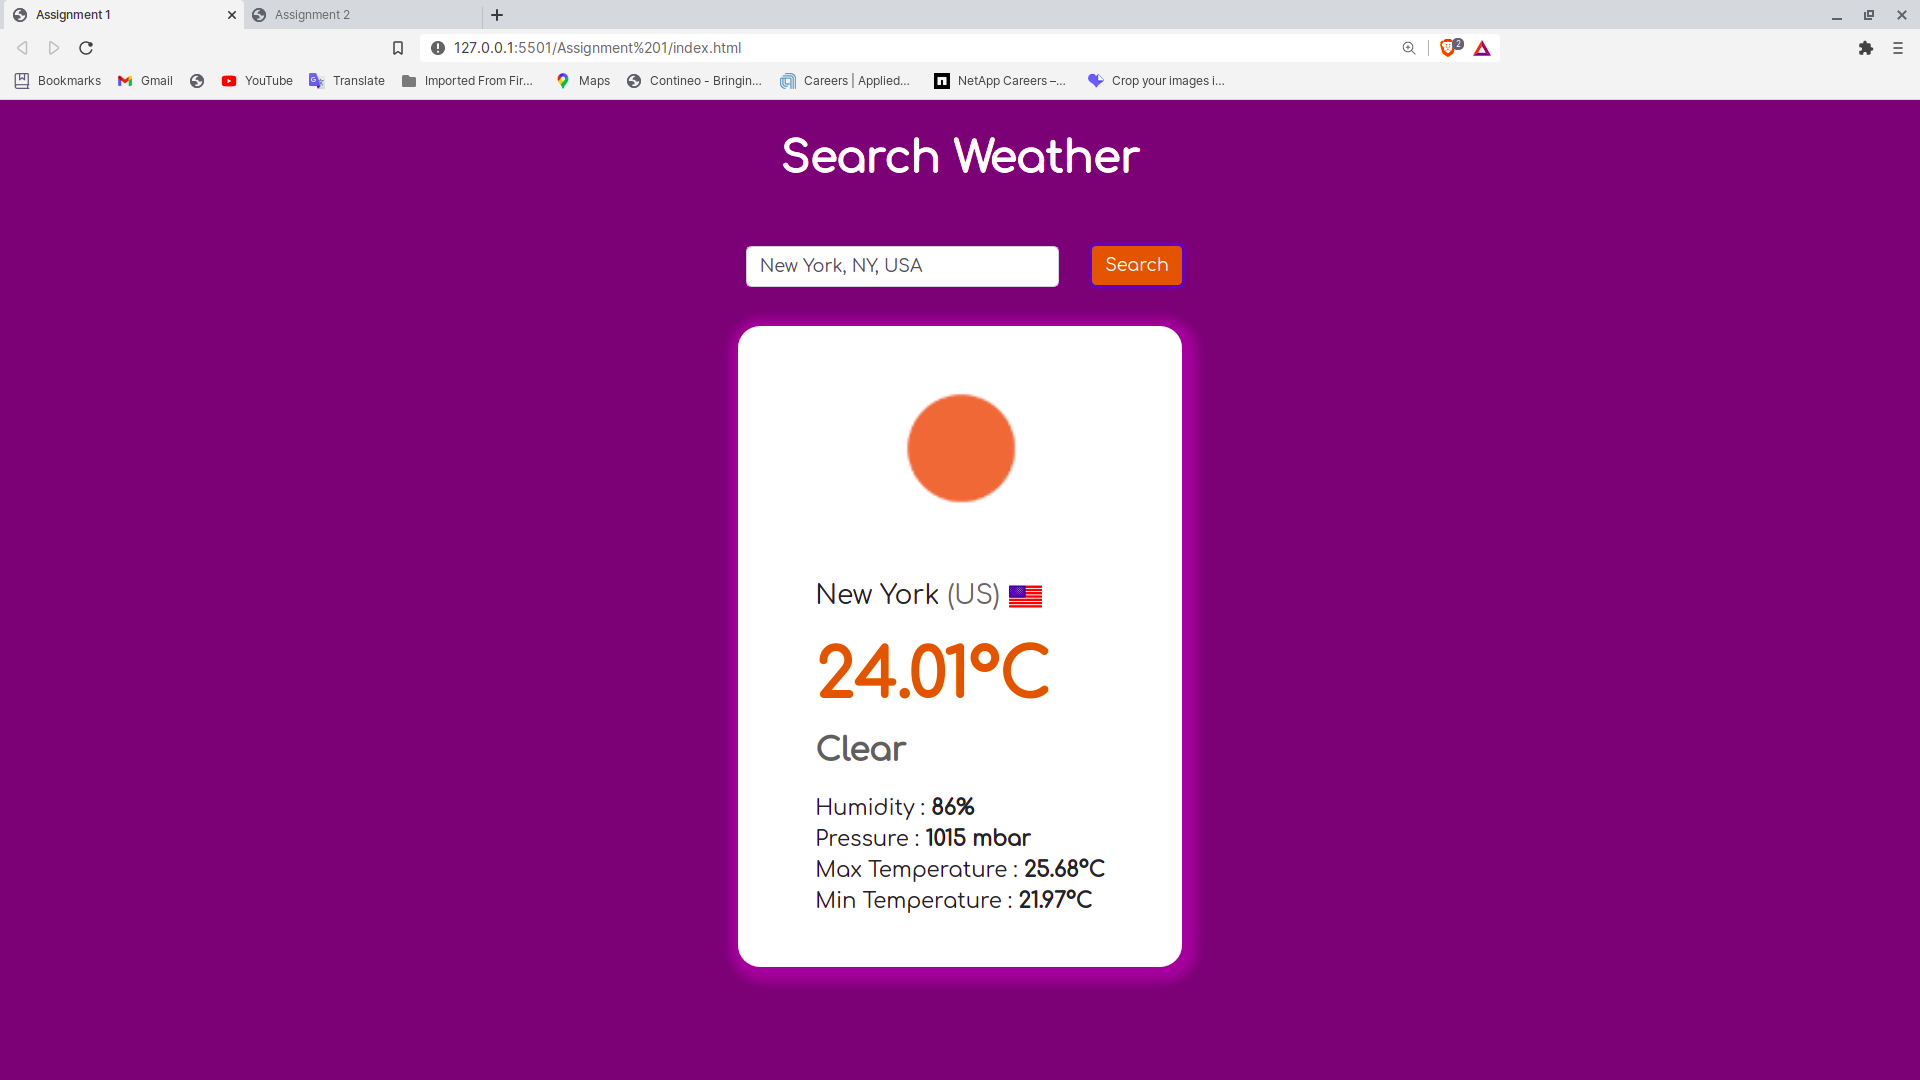 Assignment 1
Assignment 2
127.0.0.1:5501/Assignment%201/index.html
2
Bookmarks
Gmail
YouTube
Translate
Imported From Fir...
Maps
Contineo - Bringin...
Careers | Applied...
NetApp Careers –...
Crop your images i...
Search Weather
New York, NY, USA
Search
New York (US)
24.01°C
Clear
Humidity : 86%
Pressure : 1015 mbar
Max Temperature : 25.68°C
Min Temperature : 21.97°C